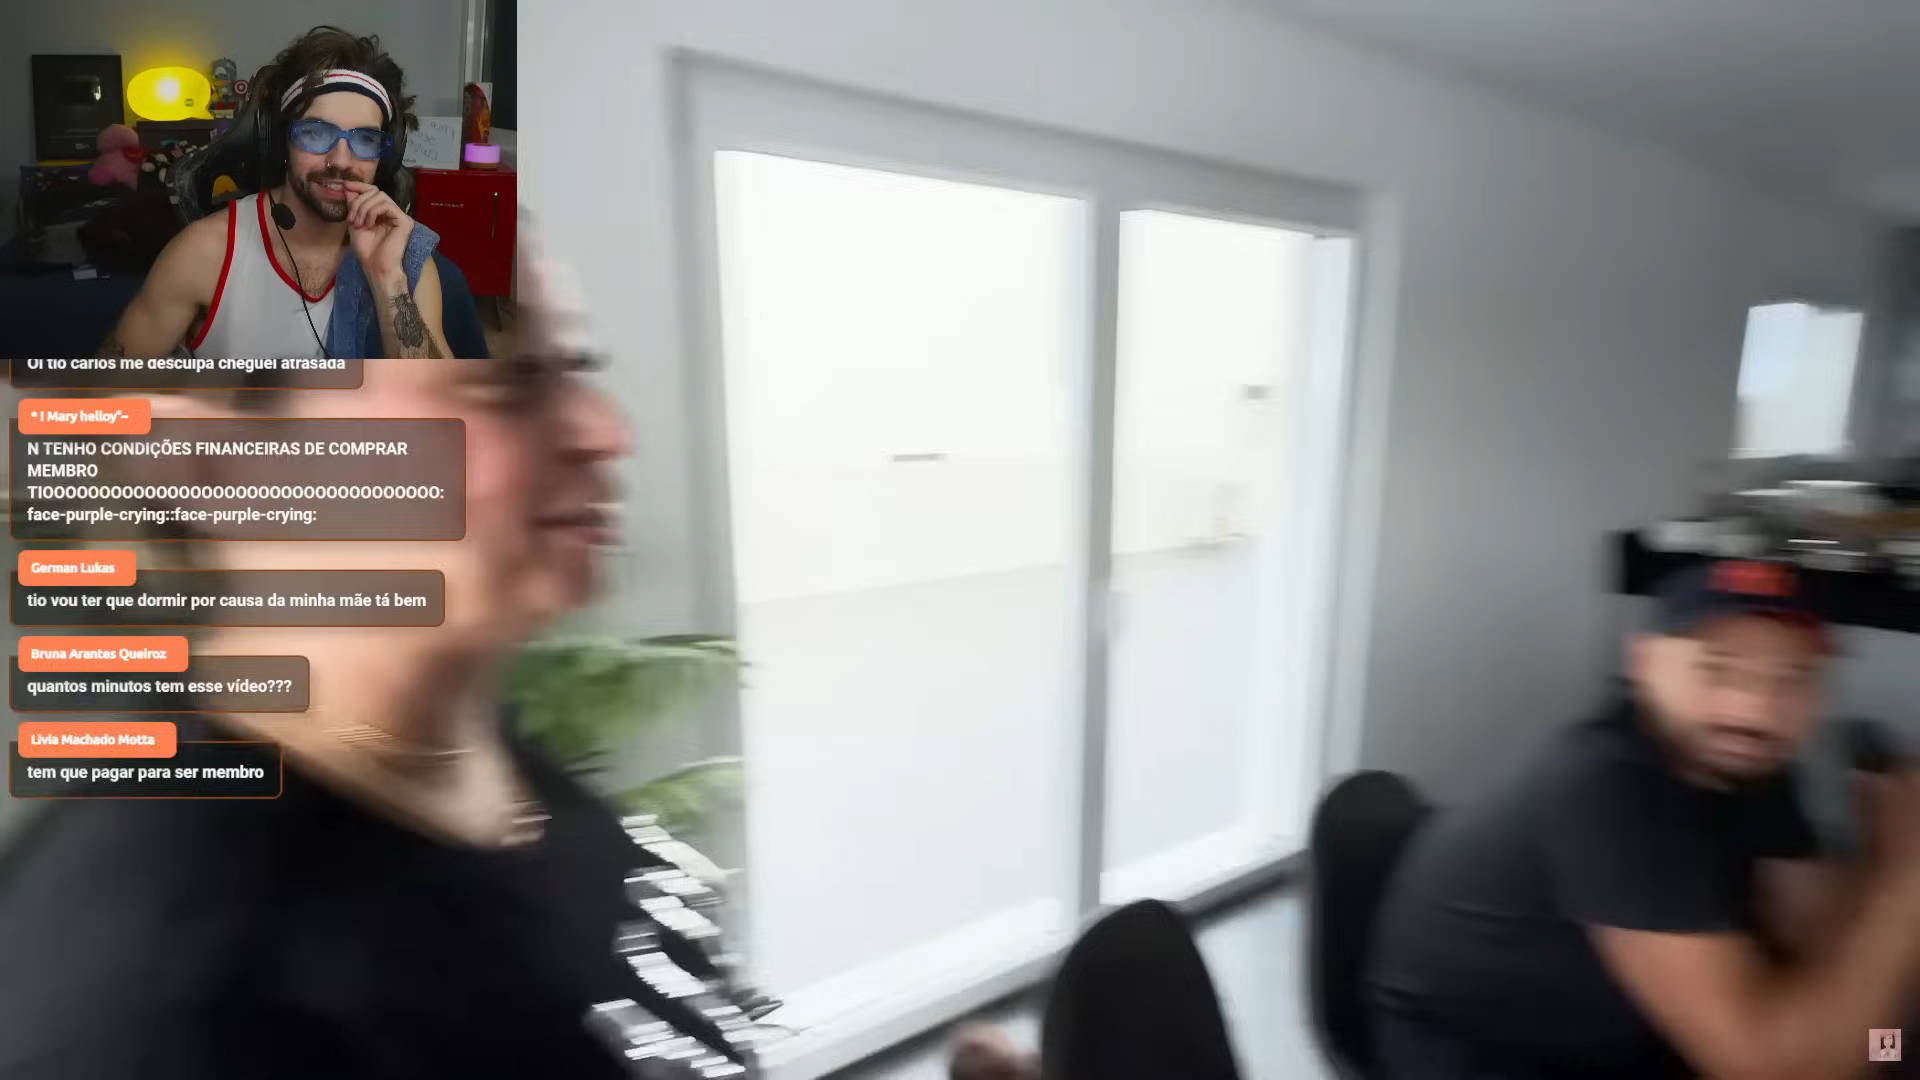 Oi tio carlos me desculpa cheguei atrasada
* I Mary helloy*~
N TENHO CONDIÇÕES FINANCEIRAS DE COMPRAR
MEMBRO
TIOOOOOOOOOOOOOOOOOOOOOOOOOOOOOOOOOOO:
face-purple-crying::face-purple-crying:
German Lukas
tio vou ter que dormir por causa da minha mãe tá bem
Bruna Arantes Queiroz
quantos minutos tem esse vídeo???
Livia Machado Motta
tem que pagar para ser membro